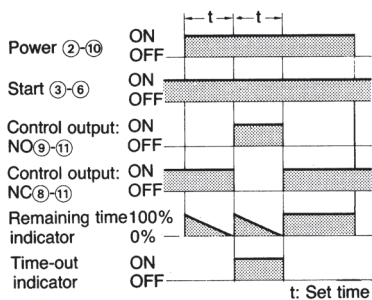 t t
Power ②-⑩ ON
OFF
Start ③-⑥ ON
OFF
Control output: ON
NO⑨-⑪ OFF
Control output: ON
NC⑧-⑪ OFF
Remaining time 100%
indicator 0%
Time-out ON
indicator OFF
t: Set time